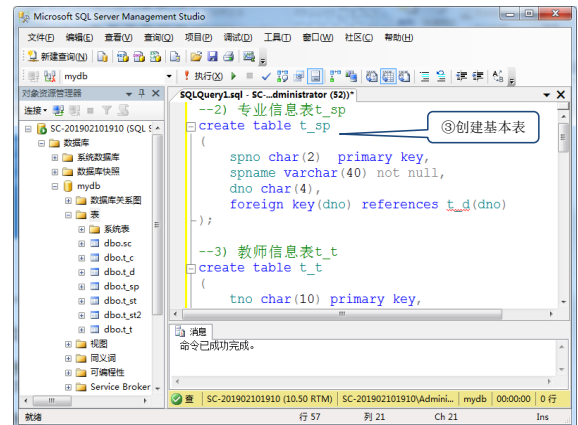 Microsoft SQL Server Management Studio
文件(F) 编辑(E) 查看(V) 查询(Q) 项目(P) 调试(D) 工具(T) 窗口(W) 社区(C) 帮助(H)
新建查询(N)
mydb
执行(X)
对象资源管理器
连接
SC-201902101910 (SQL S
数据库
系统数据库
数据库快照
mydb
数据库关系图
表
系统表
dbo.sc
dbo.t_c
dbo.t_d
dbo.t_sp
dbo.t_st
dbo.t_st2
dbo.t_t
视图
同义词
可编程性
Service Broker
SQLQuery1.sql - SC-...dministrator (52))*
--2) 专业信息表t_sp
create table t_sp
(
spno char(2) primary key,
spname varchar(40) not null,
dno char(4),
foreign key(dno) references t_d(dno)
);
--3) 教师信息表t_t
create table t_t
(
tno char(10) primary key,
③创建基本表
消息
命令已成功完成。
查 SC-201902101910 (10.50 RTM) SC-201902101910\Admini... mydb 00:00:00 0 行
就绪 行 57 列 21 Ch 21 Ins